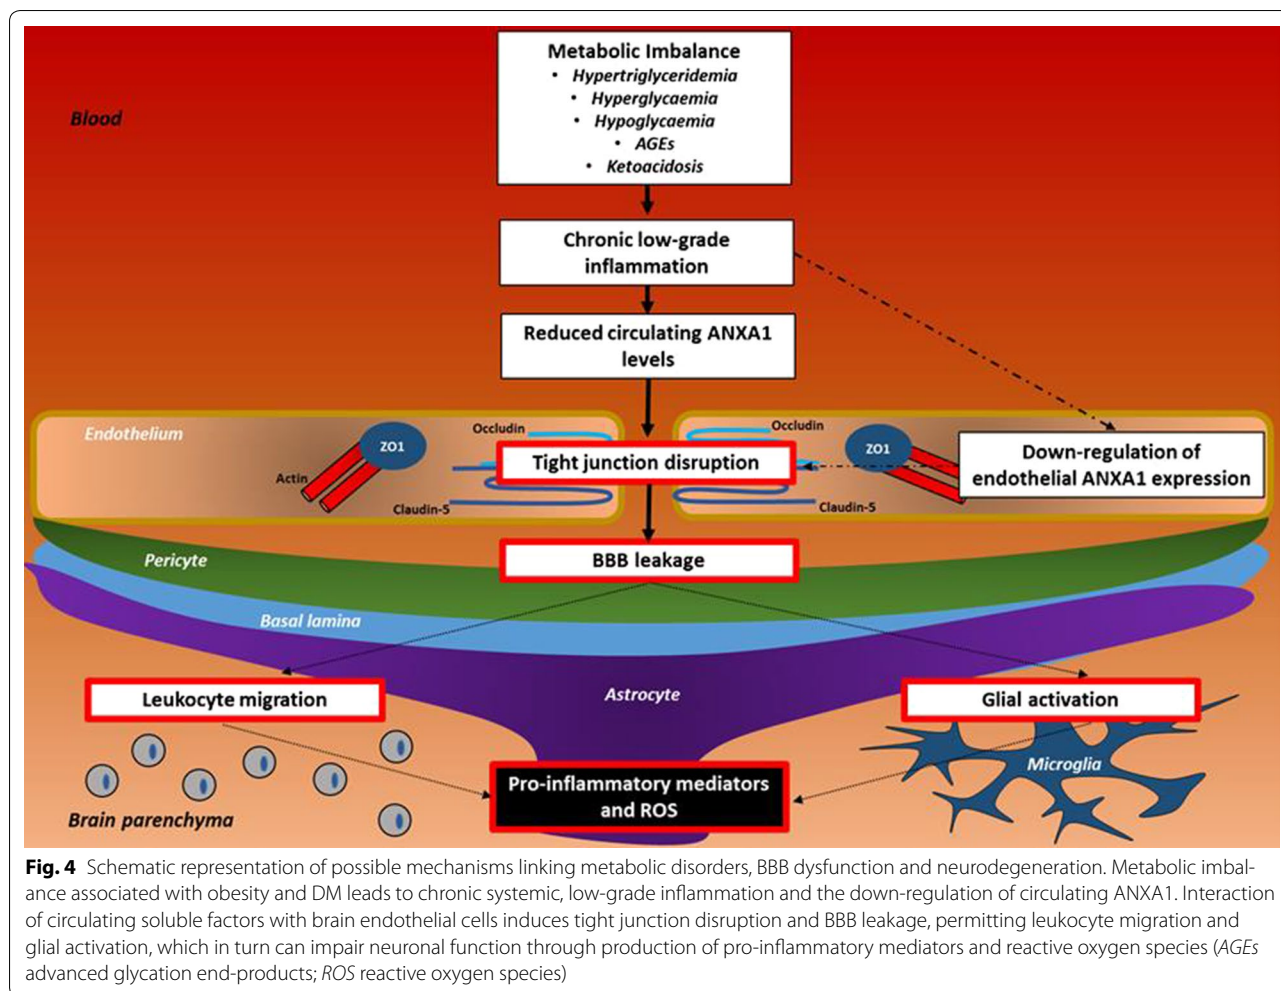 Metabolic Imbalance
• Hypertriglyceridemia
• Hyperglycaemia
• Hypoglycaemia
• AGEs
• Ketoacidosis
Blood
Chronic low-grade
inflammation
Reduced circulating ANXA1
levels
Endothelium
ZO1
Actin
Occludin
Claudin-5
Tight junction disruption
Occludin
Claudin-5
ZO1
Down-regulation of
endothelial ANXA1 expression
Pericyte
BBB leakage
Basal lamina
Astrocyte
Leukocyte migration
Glial activation
Microglia
Pro-inflammatory mediators
and ROS
Brain parenchyma
Fig. 4 Schematic representation of possible mechanisms linking metabolic disorders, BBB dysfunction and neurodegeneration. Metabolic imbal-
ance associated with obesity and DM leads to chronic systemic, low-grade inflammation and the down-regulation of circulating ANXA1. Interaction
of circulating soluble factors with brain endothelial cells induces tight junction disruption and BBB leakage, permitting leukocyte migration and
glial activation, which in turn can impair neuronal function through production of pro-inflammatory mediators and reactive oxygen species (AGEs
advanced glycation end-products; ROS reactive oxygen species)